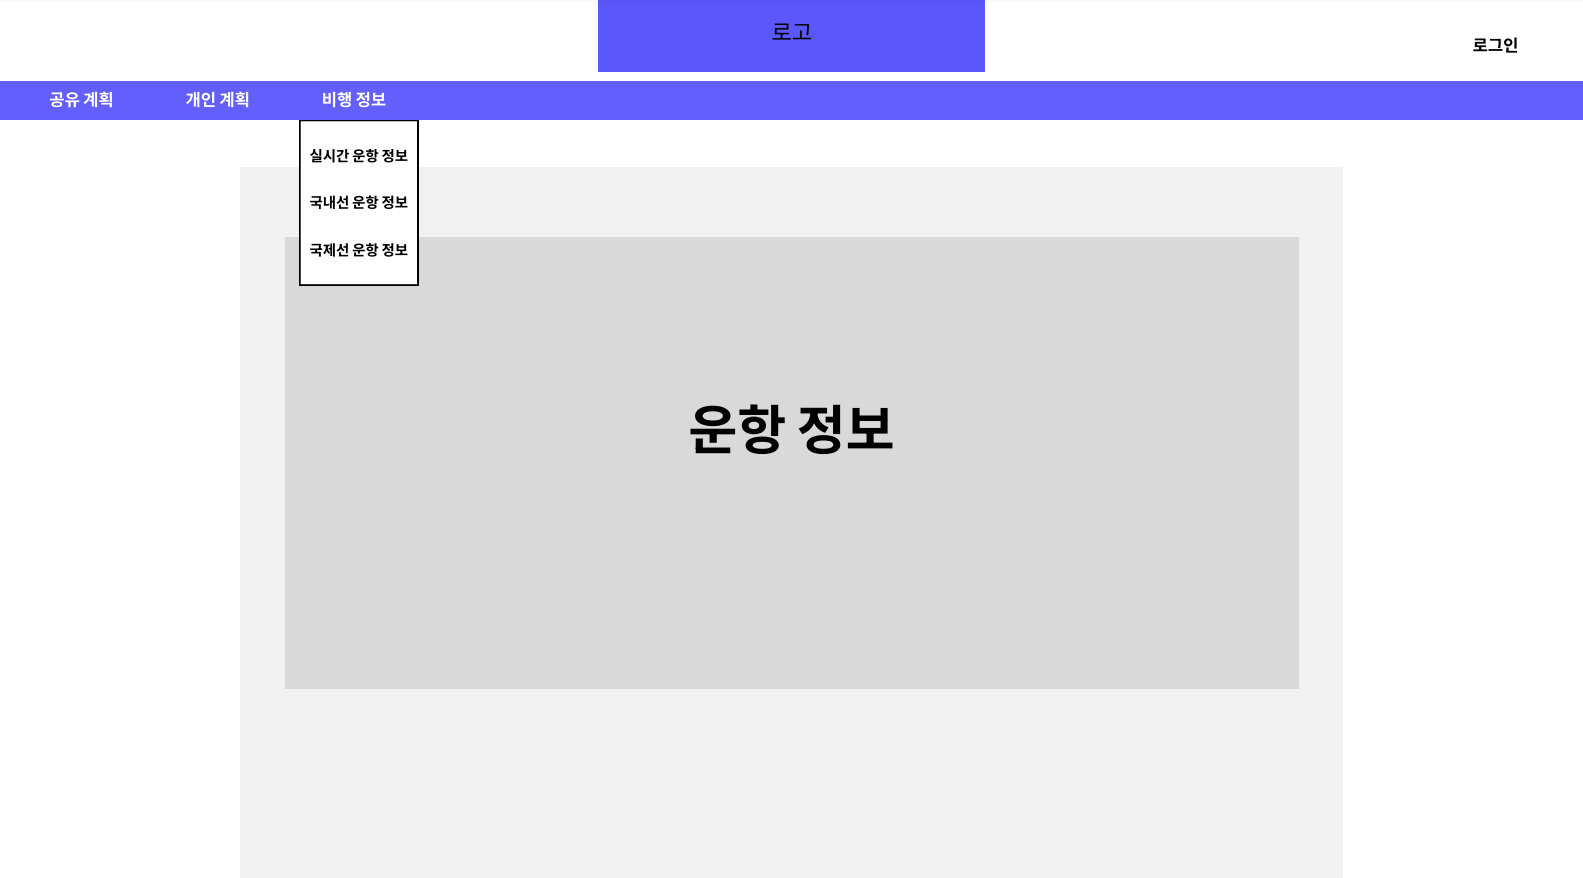 로고
로그인
공유 계획
개인 계획
비행 정보
실시간 운항 정보
국내선 운항 정보
국제선 운항 정보
운항 정보